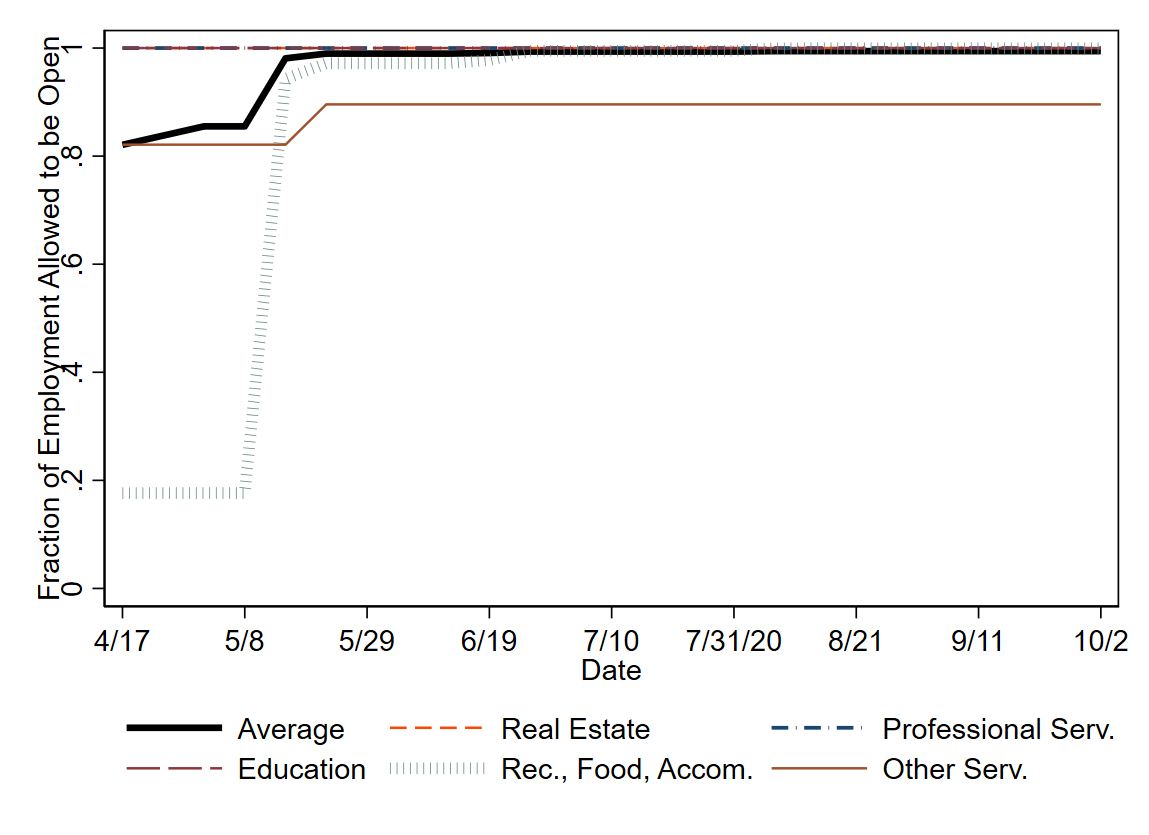 Fraction of Employment Allowed to be Open
1
.8
.6
.4
.2
0
4/17 5/8 5/29 6/19 7/10 7/31/20 8/21 9/11 10/2
Date
Average Real Estate Professional Serv.
Education Rec., Food, Accom. Other Serv.